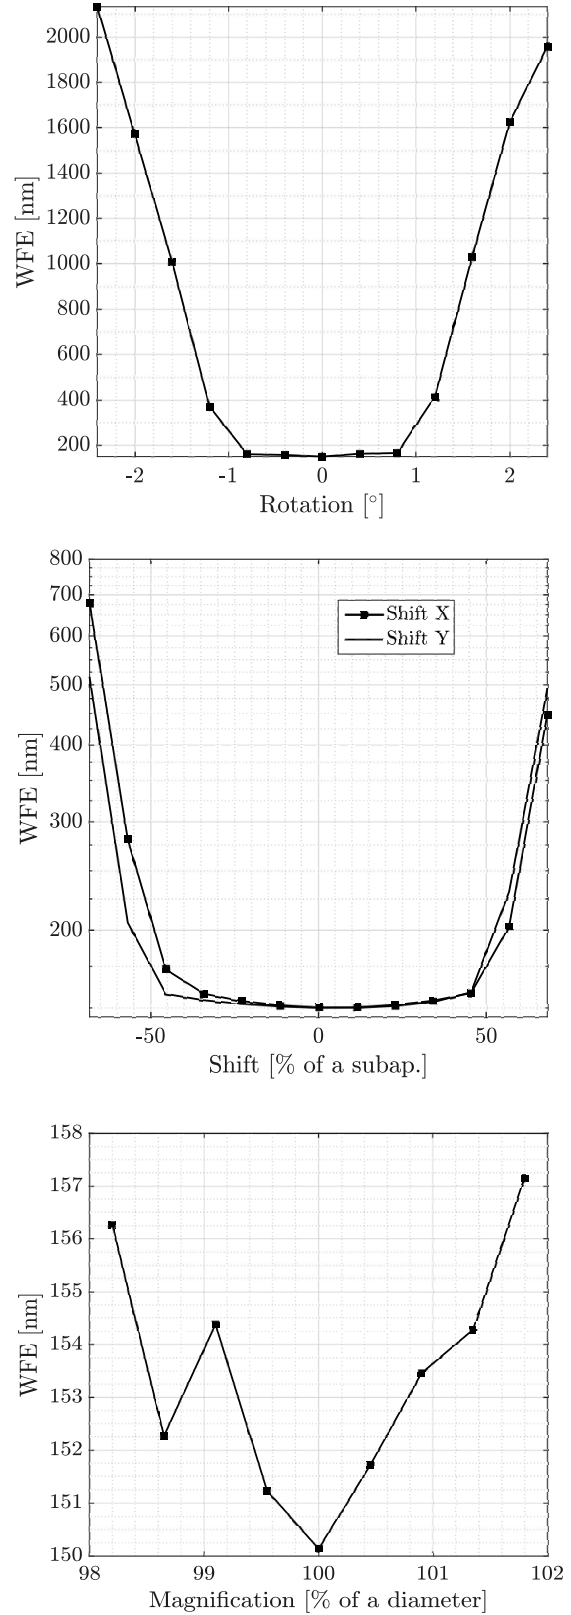 2000
1800
1600
1400
1200
1000
800
600
400
200
WFE [nm]
-2 -1 0 1 2
Rotation [°]
800
700
600
500
400
300
200
WFE [nm]
Shift X
Shift Y
-50 0 50
Shift [% of a subap.]
158
157
156
155
154
153
152
151
150
WFE [nm]
98 99 100 101 102
Magnification [% of a diameter]